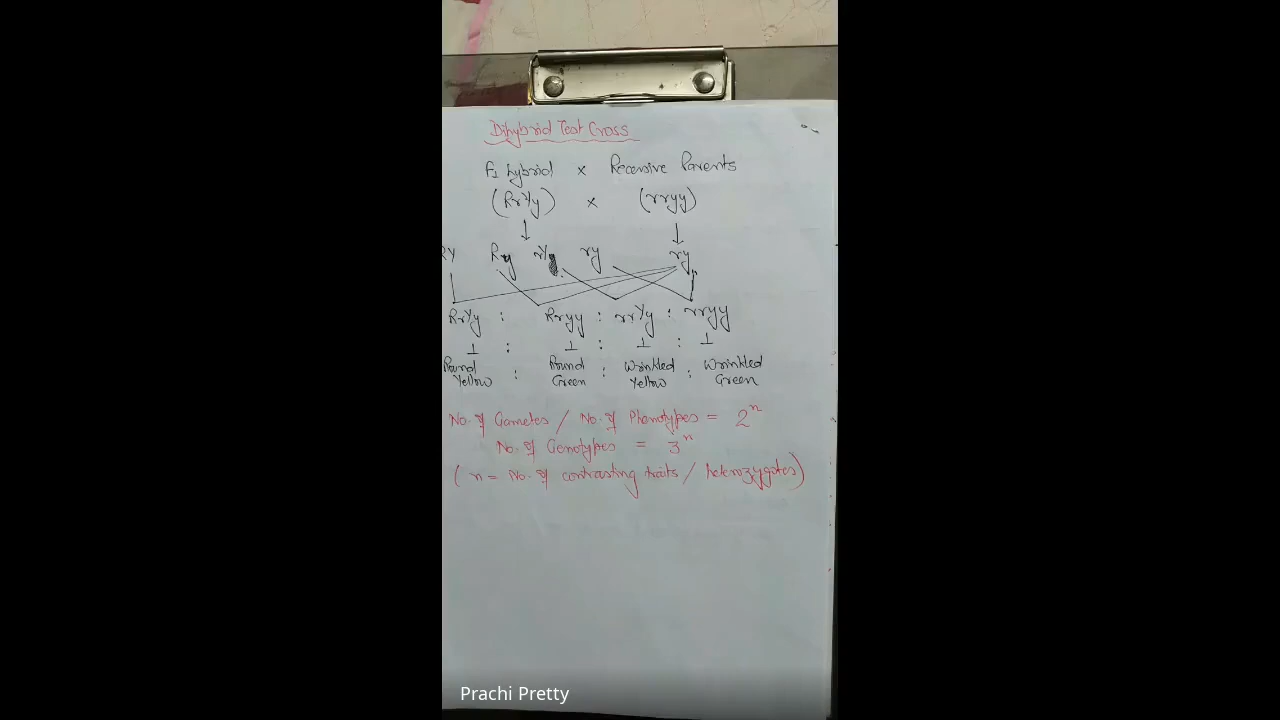 Dihybrid Test Cross
F1 hybrid × Recessive Parents
(RrYy) × (rryy)
↓ ↓
RY Ry rY ry ry
RrYy : Rryy : rrYy : rryy
1 : 1 : 1 : 1
Round Yellow : Round Green : Wrinkled Yellow : Wrinkled Green
No. of Gametes / No. of Phenotypes = 2^n
No. of Genotypes = 3^n
(n = No. of contrasting traits / heterozygotes)
Prachi Pretty